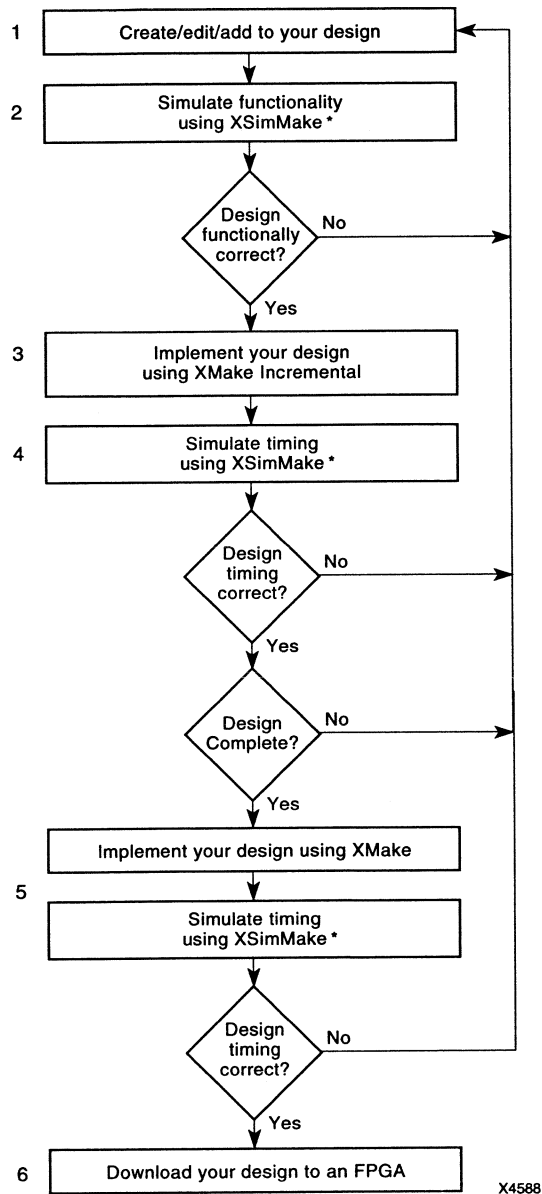 1
Create/edit/add to your design
2
Simulate functionality
using XSimMake *
Design
functionally
correct?
No
Yes
3
Implement your design
using XMake Incremental
4
Simulate timing
using XSimMake *
Design
timing
correct?
No
Yes
Design
Complete?
No
Yes
Implement your design using XMake
5
Simulate timing
using XSimMake *
Design
timing
correct?
No
Yes
6
Download your design to an FPGA
X4588